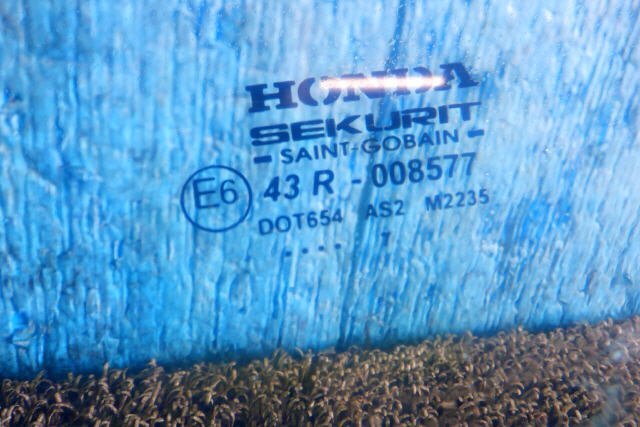 HONDA
SEKURIT
- SAINT-GOBAIN -
E6 43 R - 008577
DOT654 AS2 M2235
. . . . 7